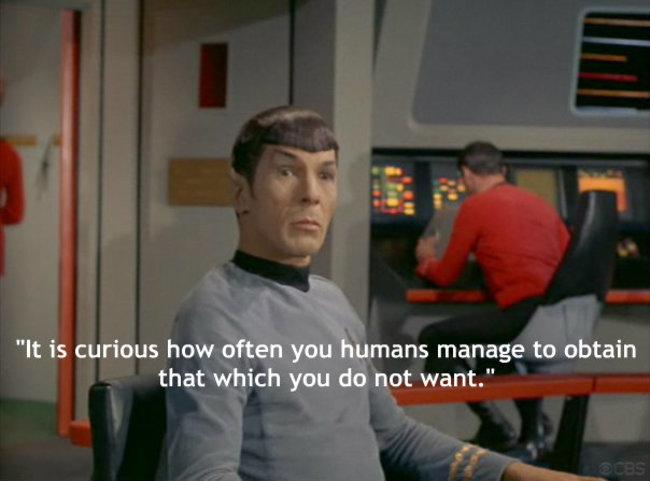 "It is curious how often you humans manage to obtain
that which you do not want."
©CBS